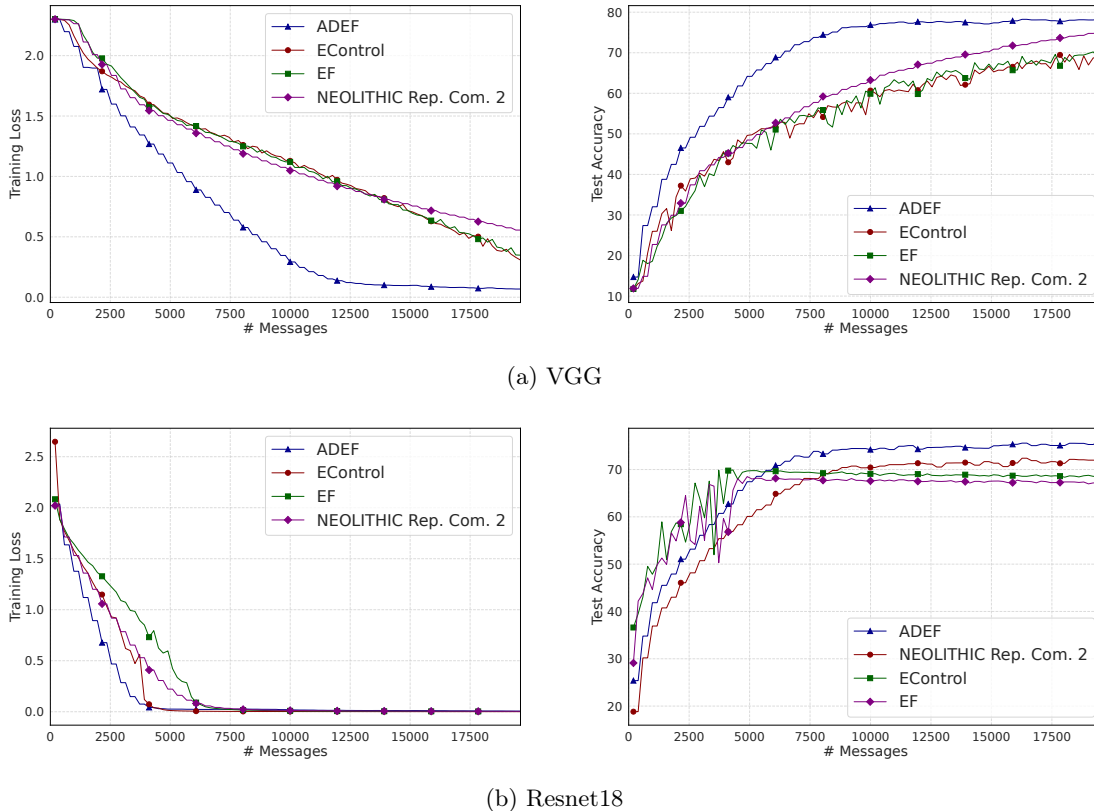 2.0
1.5
1.0
0.5
0.0
Training Loss
ADEF
EControl
EF
NEOLITHIC Rep. Com. 2
0 2500 5000 7500 10000 12500 15000 17500
# Messages
80
70
60
50
40
30
20
10
Test Accuracy
ADEF
EControl
EF
NEOLITHIC Rep. Com. 2
0 2500 5000 7500 10000 12500 15000 17500
# Messages
(a) VGG
2.5
2.0
1.5
1.0
0.5
0.0
Training Loss
ADEF
EControl
EF
NEOLITHIC Rep. Com. 2
0 2500 5000 7500 10000 12500 15000 17500
# Messages
70
60
50
40
30
20
Test Accuracy
ADEF
NEOLITHIC Rep. Com. 2
EControl
EF
0 2500 5000 7500 10000 12500 15000 17500
# Messages
(b) Resnet18